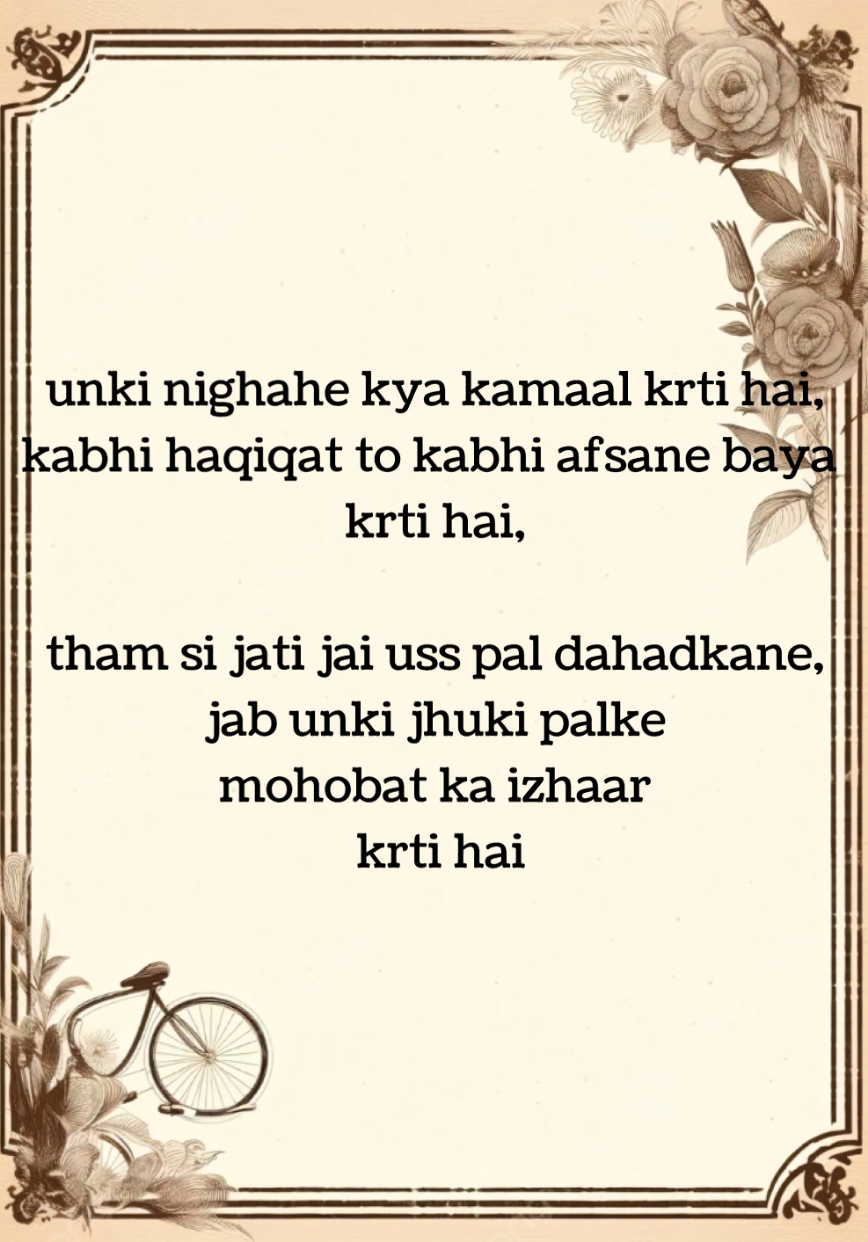 unki nighahe kya kamaal krti hai,
kabhi haqiqat to kabhi afsane baya
krti hai,
tham si jati jai uss pal dahadkane,
jab unki jhuki palke
mohobat ka izhaar
krti hai